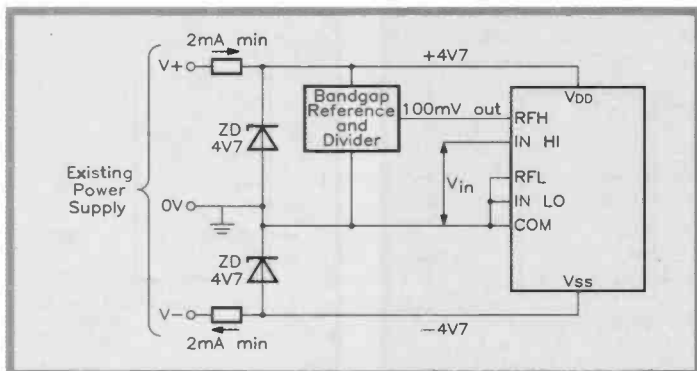 2mA min
V+
+4V7
Bandgap
Reference
and
Divider
100mV out
VDD
RFH
IN HI
ZD
4V7
Existing
Power
Supply
Vin
RFL
0V
IN LO
COM
ZD
4V7
VSS
V−
−4V7
2mA min